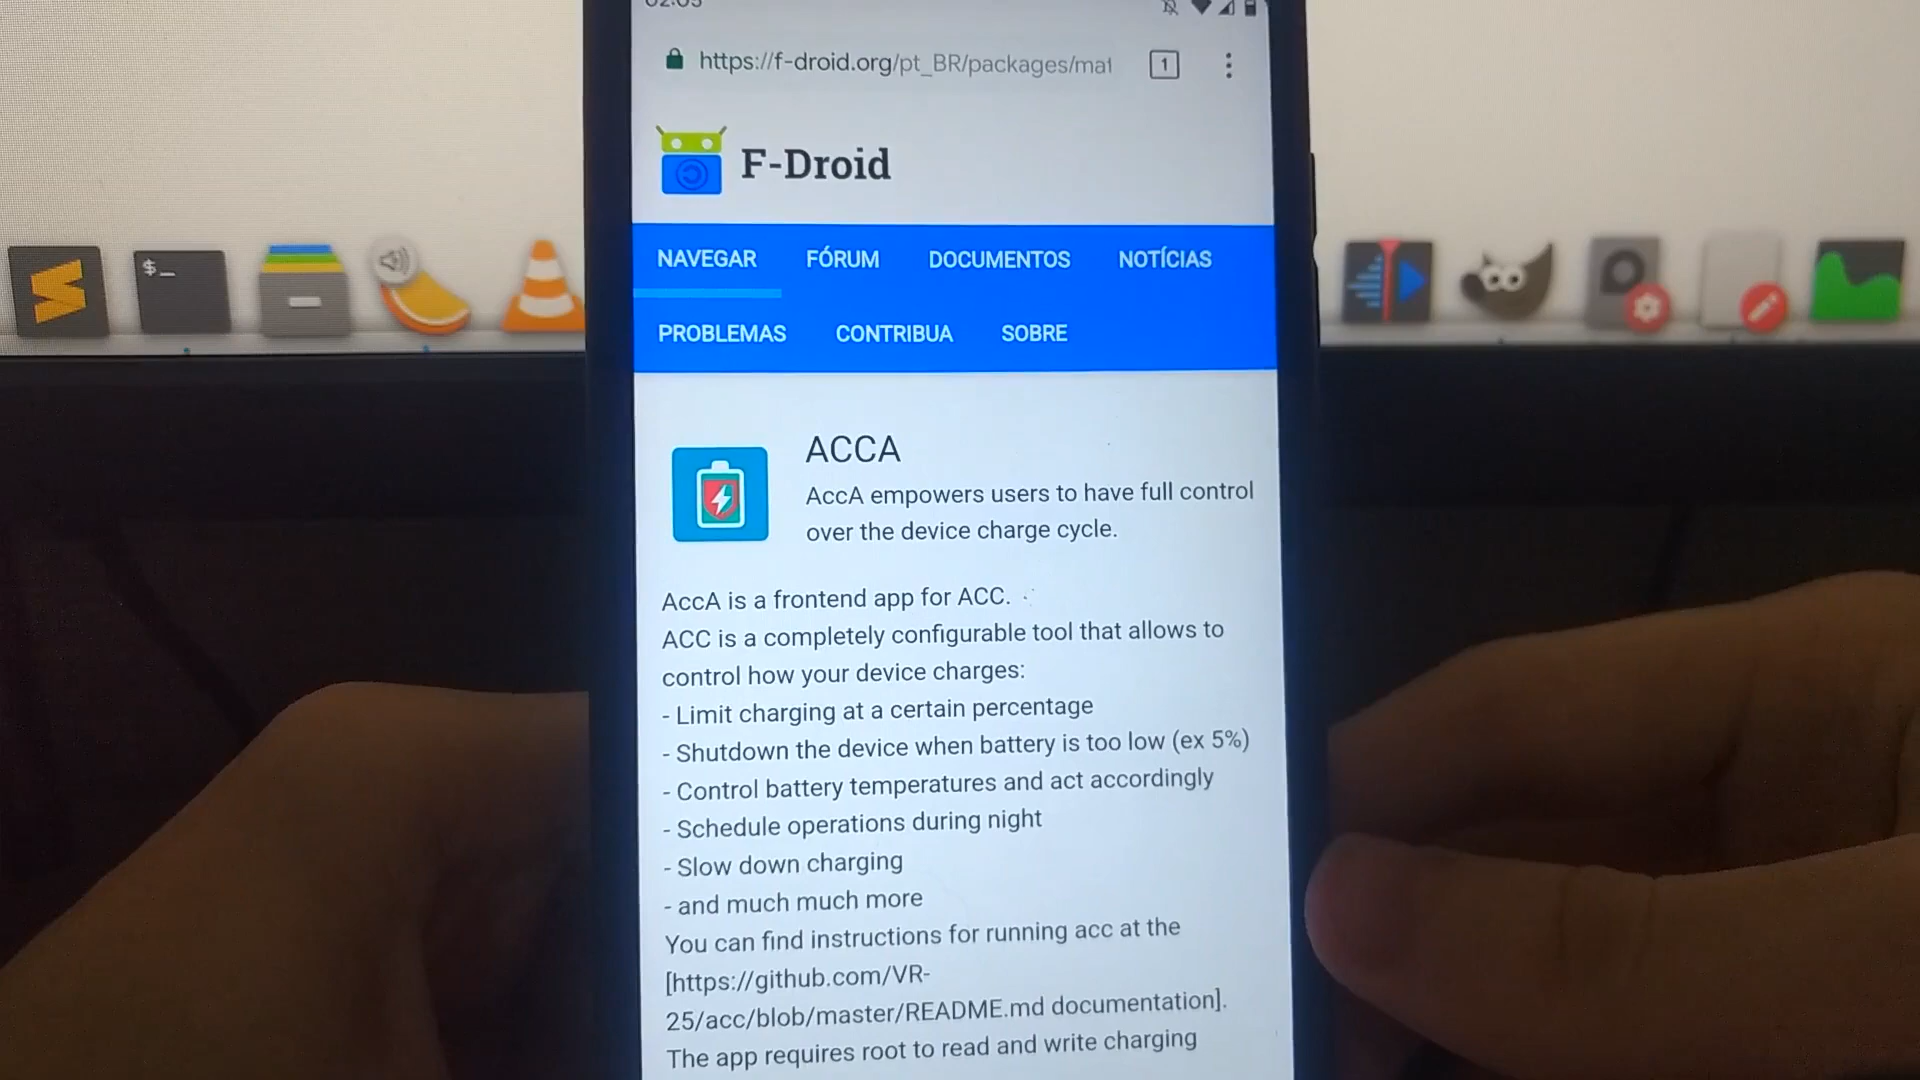 $_
02:05
https://f-droid.org/pt_BR/packages/mat
1
F-Droid
NAVEGAR FÓRUM DOCUMENTOS NOTÍCIAS
PROBLEMAS CONTRIBUA SOBRE
ACCA
AccA empowers users to have full control
over the device charge cycle.
AccA is a frontend app for ACC.
ACC is a completely configurable tool that allows to
control how your device charges:
- Limit charging at a certain percentage
- Shutdown the device when battery is too low (ex 5%)
- Control battery temperatures and act accordingly
- Schedule operations during night
- Slow down charging
- and much much more
You can find instructions for running acc at the
[https://github.com/VR-
25/acc/blob/master/README.md documentation].
The app requires root to read and write charging